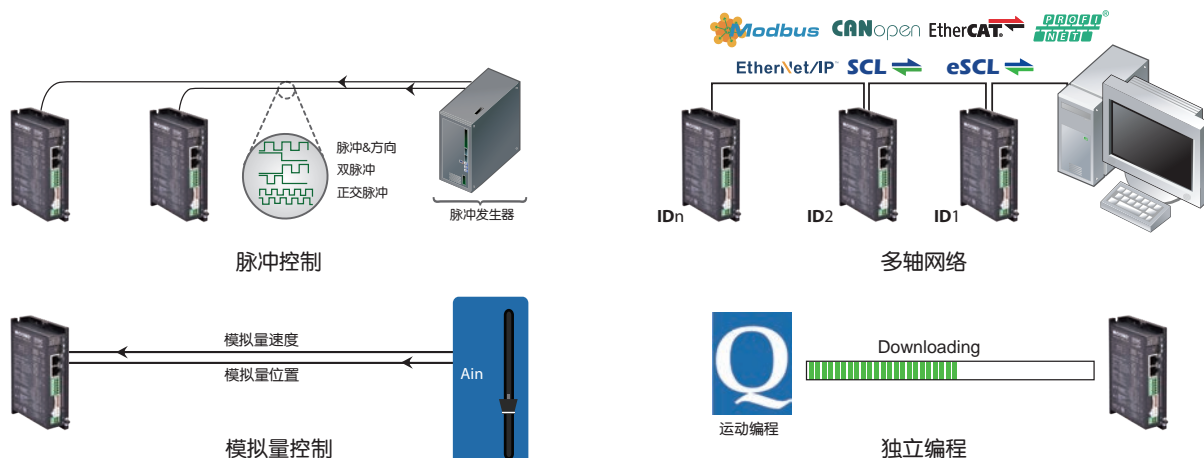 脉冲&方向
双脉冲
正交脉冲
脉冲发生器
脉冲控制
Modbus CANopen EtherCAT® PROFI NET®
EtherNet/IP™ SCL eSCL
IDn ID2 ID1
多轴网络
模拟量速度
模拟量位置
Ain
模拟量控制
Q
Downloading
运动编程
独立编程